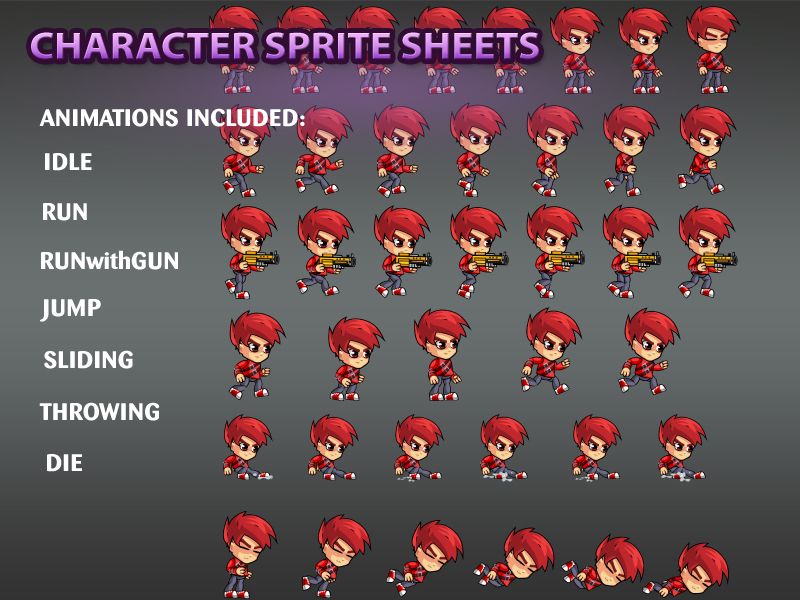 CHARACTER SPRITE SHEETS
ANIMATIONS INCLUDED:
IDLE
RUN
RUNwithGUN
JUMP
SLIDING
THROWING
DIE